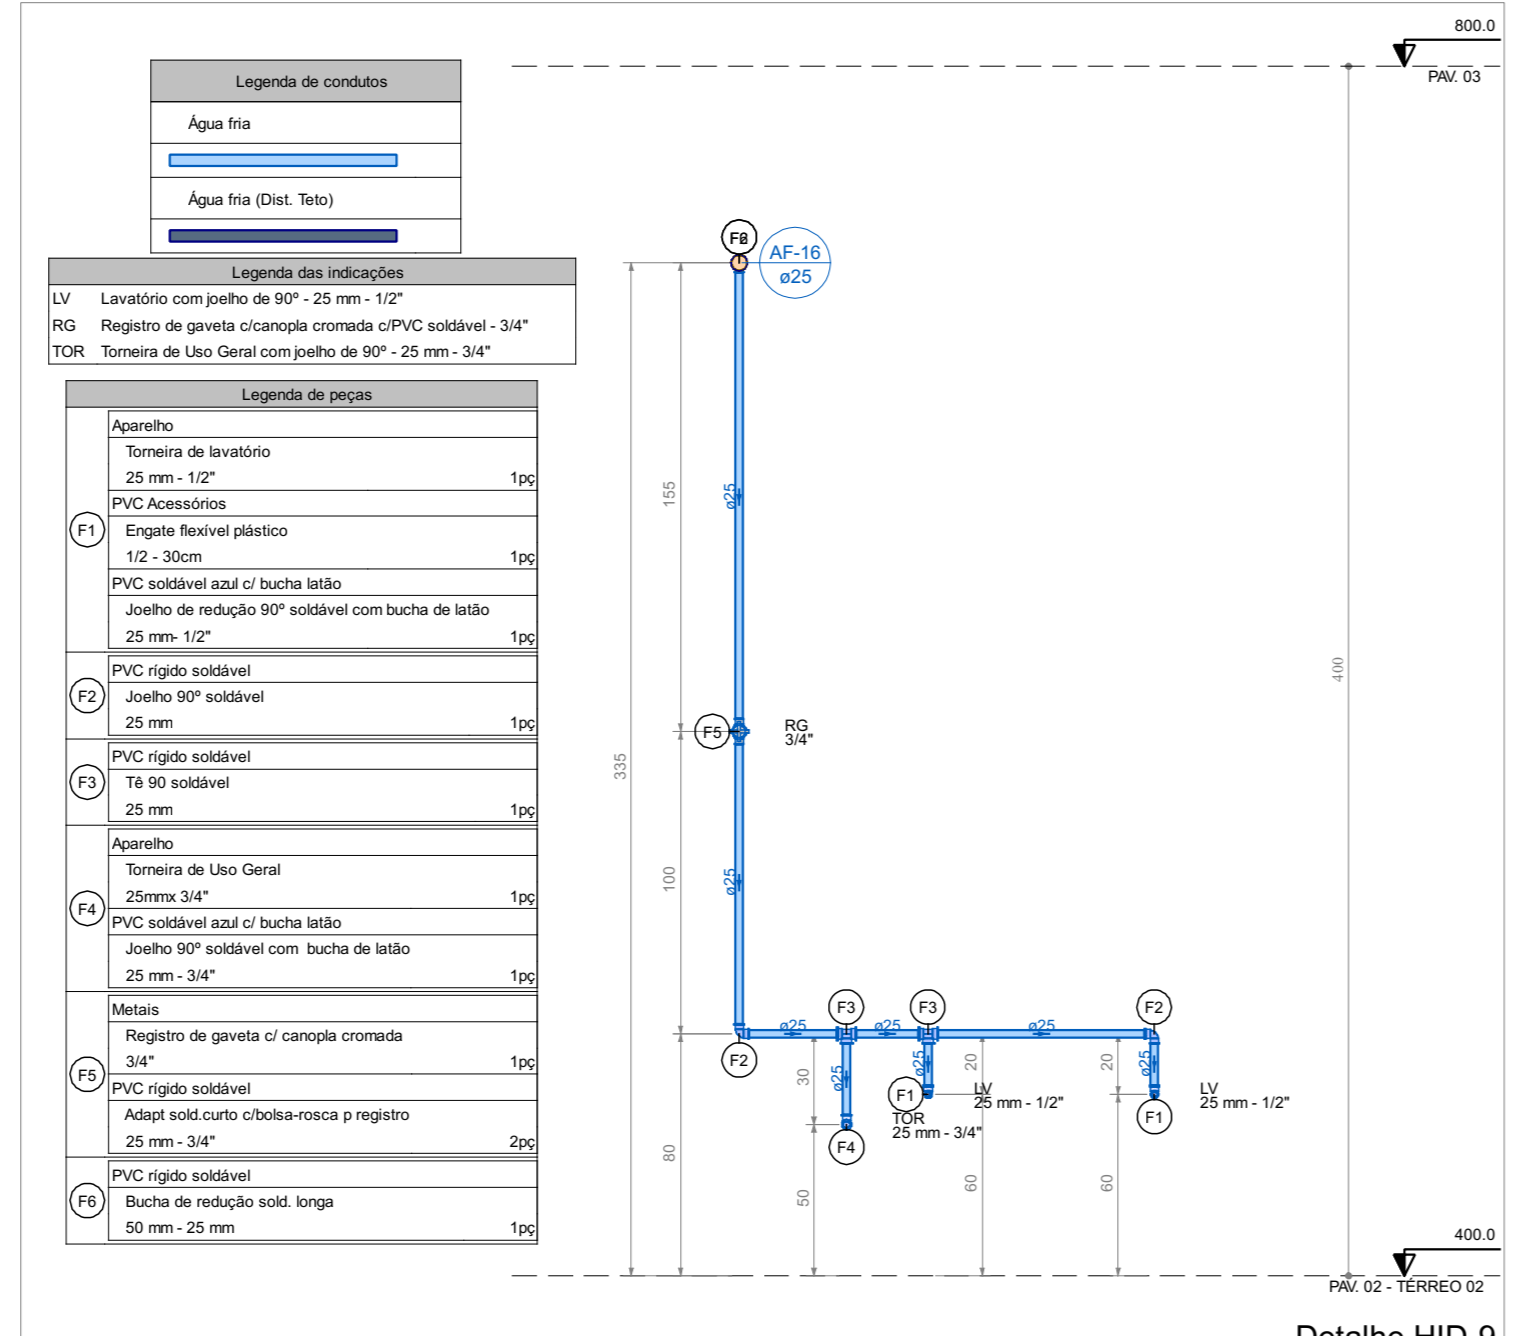 800.0
PAV. 03
Legenda de condutos
Água fria
Água fria (Dist. Teto)
Legenda das indicações
LV Lavatório com joelho de 90º - 25 mm - 1/2"
RG Registro de gaveta c/canopla cromada c/PVC soldável - 3/4"
TOR Torneira de Uso Geral com joelho de 90º - 25 mm - 3/4"
Legenda de peças
F1
Aparelho
Torneira de lavatório
25 mm - 1/2" 1pç
PVC Acessórios
Engate flexível plástico
1/2 - 30cm 1pç
PVC soldável azul c/ bucha latão
Joelho de redução 90º soldável com bucha de latão
25 mm- 1/2" 1pç
F2
PVC rígido soldável
Joelho 90º soldável
25 mm 1pç
F3
PVC rígido soldável
Tê 90 soldável
25 mm 1pç
F4
Aparelho
Torneira de Uso Geral
25mmx 3/4" 1pç
PVC soldável azul c/ bucha latão
Joelho 90º soldável com bucha de latão
25 mm - 3/4" 1pç
F5
Metais
Registro de gaveta c/ canopla cromada
3/4" 1pç
PVC rígido soldável
Adapt sold.curto c/bolsa-rosca p registro
25 mm - 3/4" 2pç
F6
PVC rígido soldável
Bucha de redução sold. longa
50 mm - 25 mm 1pç
AF-16
ø25
155
ø25
400
F5
RG
3/4"
335
100
ø25
F3
F3
F2
ø25
ø25
ø25
F2
30
ø25
ø25
20
20
ø25
F1
LV
25 mm - 1/2"
LV
25 mm - 1/2"
TOR
25 mm - 3/4"
F1
F4
80
50
60
60
400.0
PAV. 02 - TÉRREO 02
Detalhe HID-9